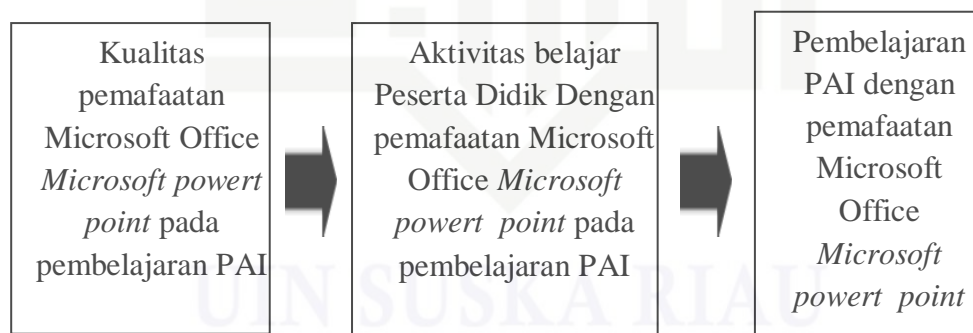 Kualitas
pemafaatan
Microsoft Office
Microsoft powert
point pada
pembelajaran PAI
Aktivitas belajar
Peserta Didik Dengan
pemafaatan Microsoft
Office Microsoft
powert point pada
pembelajaran PAI
Pembelajaran
PAI dengan
pemafaatan
Microsoft
Office
Microsoft
powert point
UIN SUSKA RIAU